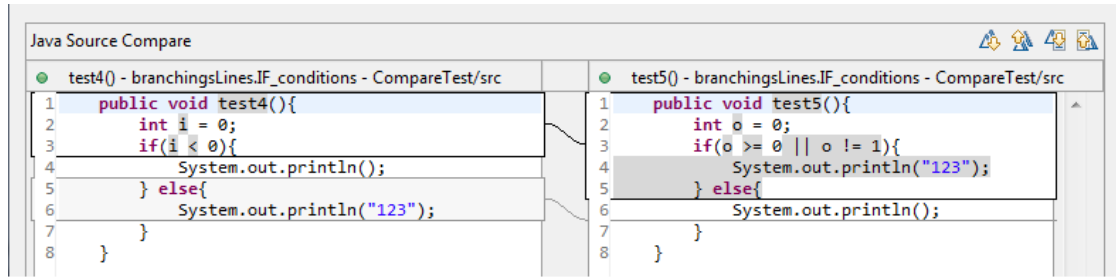 Java Source Compare
test4() - branchingsLines.IF_conditions - CompareTest/src
1 public void test4(){
2 int i = 0;
3 if(i < 0){
4 System.out.println();
5 } else{
6 System.out.println("123");
7 }
8 }
test5() - branchingsLines.IF_conditions - CompareTest/src
1 public void test5(){
2 int o = 0;
3 if(o >= 0 || o != 1){
4 System.out.println("123");
5 } else{
6 System.out.println();
7 }
8 }